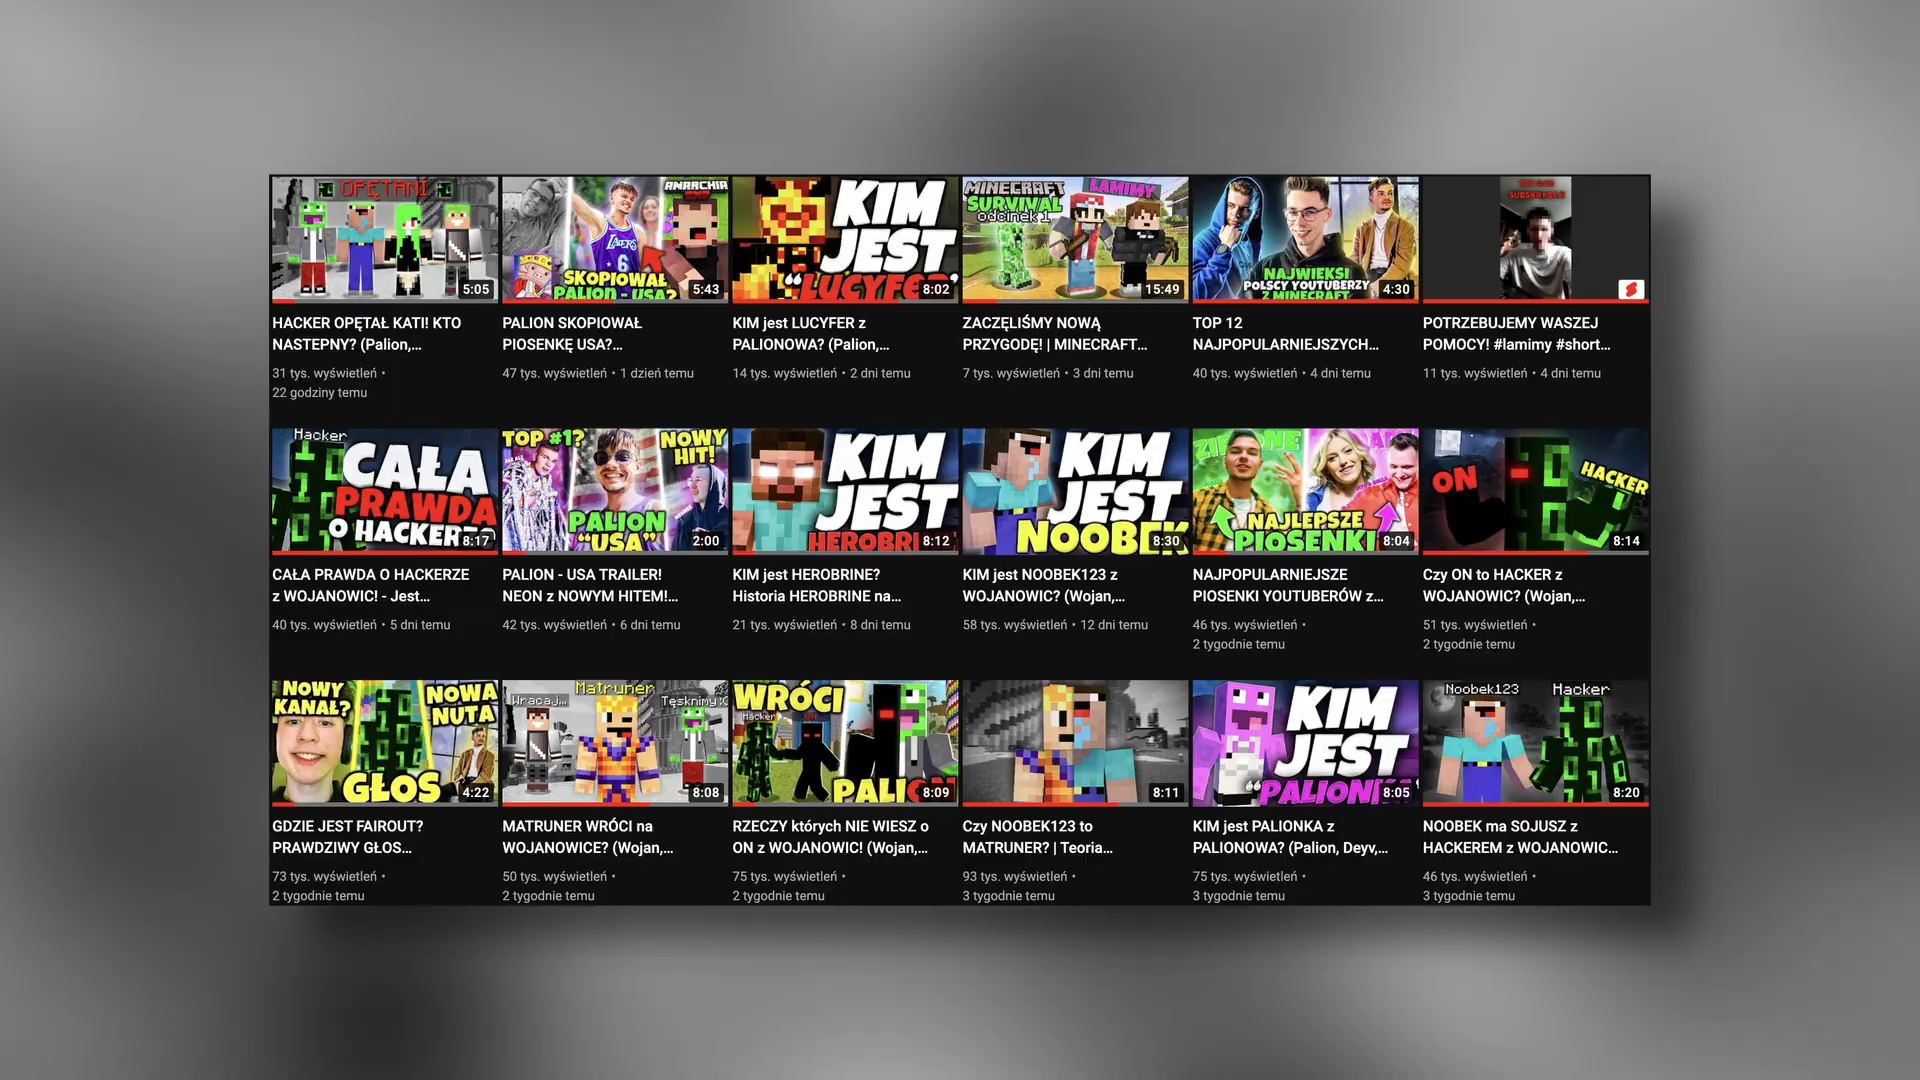 OPĘTANI
5:05
HACKER OPĘTAŁ KATI! KTO
NASTEPNY? (Palion,...
31 tys. wyświetleń •
22 godziny temu
ANARCHIA
SKOPIOWAŁ
PALION - USA?
5:43
PALION SKOPIOWAŁ
PIOSENKĘ USA?...
47 tys. wyświetleń • 1 dzień temu
KIM
JEST
"LUCYFER"
8:02
KIM jest LUCYFER z
PALIONOWA? (Palion,...
14 tys. wyświetleń • 2 dni temu
MINECRAFT
SURVIVAL
odcinek 1
LAMIMY
15:49
ZACZĘLIŚMY NOWĄ
PRZYGODĘ! | MINECRAFT...
7 tys. wyświetleń • 3 dni temu
NAJWIĘKSI
POLSCY YOUTUBERZY
Z MINECRAFT
4:30
TOP 12
NAJPOPULARNIEJSZYCH...
40 tys. wyświetleń • 4 dni temu
SUBSKRYBCJI
POTRZEBUJEMY WASZEJ
POMOCY! #lamimy #short...
11 tys. wyświetleń • 4 dni temu
Hacker
CAŁA
PRAWDA
O HACKERZE
8:17
CAŁA PRAWDA O HACKERZE
z WOJANOWIC! - Jest...
40 tys. wyświetleń • 5 dni temu
TOP #1?
NOWY
HIT!
PALION
"USA"
2:00
PALION - USA TRAILER!
NEON z NOWYM HITEM!...
42 tys. wyświetleń • 6 dni temu
KIM
JEST
HEROBRI
8:12
KIM jest HEROBRINE?
Historia HEROBRINE na...
21 tys. wyświetleń • 8 dni temu
KIM
JEST
NOOBEK
8:30
KIM jest NOOBEK123 z
WOJANOWIC? (Wojan,...
58 tys. wyświetleń • 12 dni temu
ZIELONE
NAJLEPSZE
PIOSENKI
8:04
NAJPOPULARNIEJSZE
PIOSENKI YOUTUBERÓW z...
46 tys. wyświetleń •
2 tygodnie temu
ON
HACKER
8:14
Czy ON to HACKER z
WOJANOWIC? (Wojan,...
51 tys. wyświetleń •
2 tygodnie temu
NOWY
KANAŁ?
NOWA
NUTA
GŁOS
4:22
GDZIE JEST FAIROUT?
PRAWDZIWY GŁOS...
73 tys. wyświetleń •
2 tygodnie temu
Wracaj...
Matruner
Tęsknimy:(
8:08
MATRUNER WRÓCI na
WOJANOWICE? (Wojan,...
50 tys. wyświetleń •
2 tygodnie temu
WRÓCI
Hacker
PALION
8:09
RZECZY których NIE WIESZ o
ON z WOJANOWIC! (Wojan,...
75 tys. wyświetleń •
2 tygodnie temu
8:11
Czy NOOBEK123 to
MATRUNER? | Teoria...
93 tys. wyświetleń •
3 tygodnie temu
KIM
JEST
"PALIONKA"
8:05
KIM jest PALIONKA z
PALIONOWA? (Palion, Deyv,...
75 tys. wyświetleń •
3 tygodnie temu
Noobek123
Hacker
8:20
NOOBEK ma SOJUSZ z
HACKEREM z WOJANOWIC...
46 tys. wyświetleń •
3 tygodnie temu